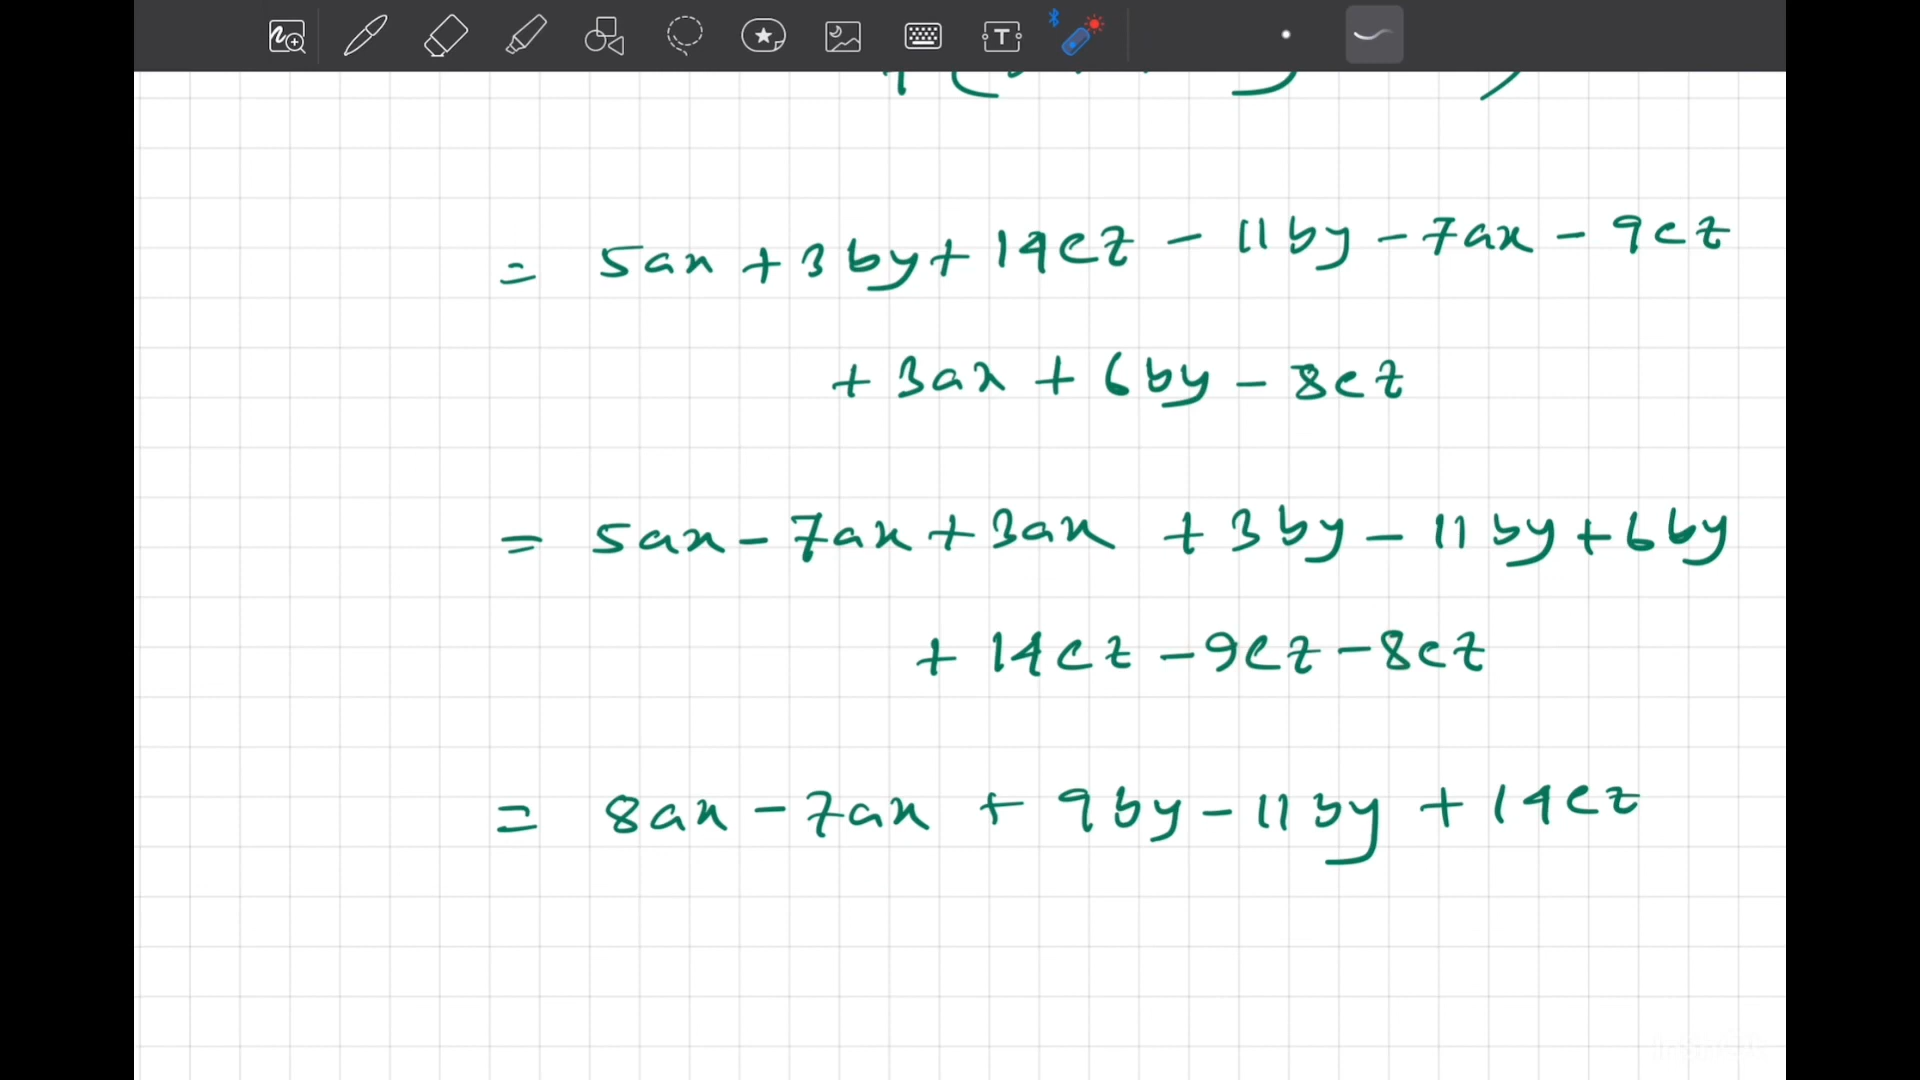 = 5ax + 3by + 14cz - 11by - 7ax - 9cz
+ 3ax + 6by - 8cz
= 5ax - 7ax + 3ax + 3by - 11by + 6by
+ 14cz - 9cz - 8cz
= 8ax - 7ax + 9by - 11by + 14cz